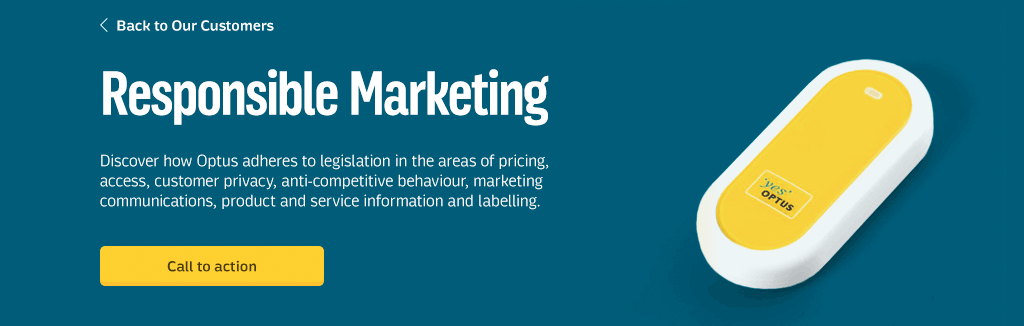 Back to Our Customers
Responsible Marketing
Discover how Optus adheres to legislation in the areas of pricing,
access, customer privacy, anti-competitive behaviour, marketing
communications, product and service information and labelling.
Call to action
'yes'
OPTUS